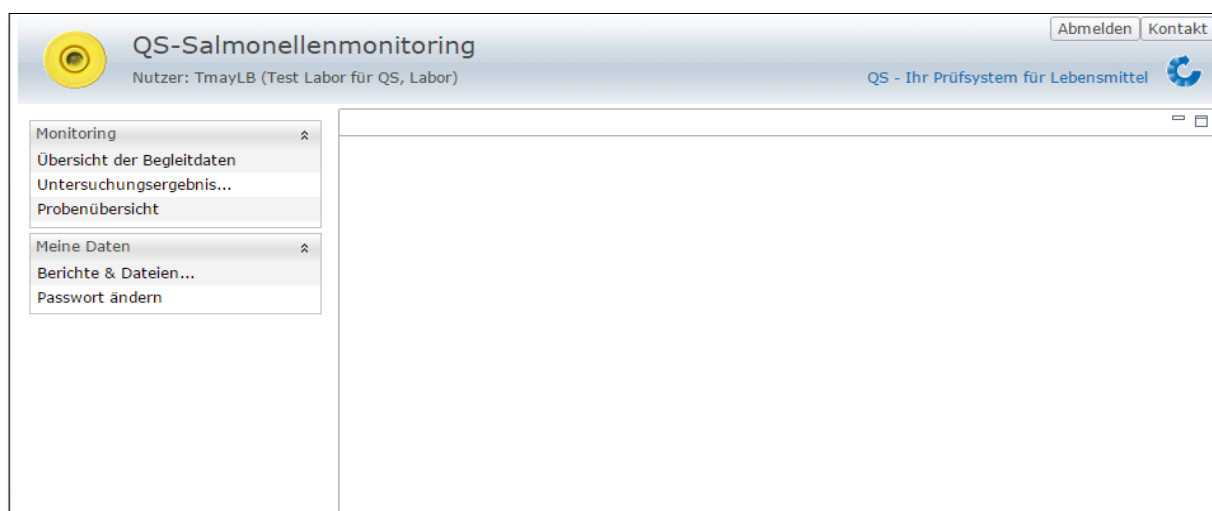 QS-Salmonellenmonitoring
Nutzer: TmayLB (Test Labor für QS, Labor)
Abmelden Kontakt
QS - Ihr Prüfsystem für Lebensmittel
Monitoring
Übersicht der Begleitdaten
Untersuchungsergebnis...
Probenübersicht
Meine Daten
Berichte & Dateien...
Passwort ändern